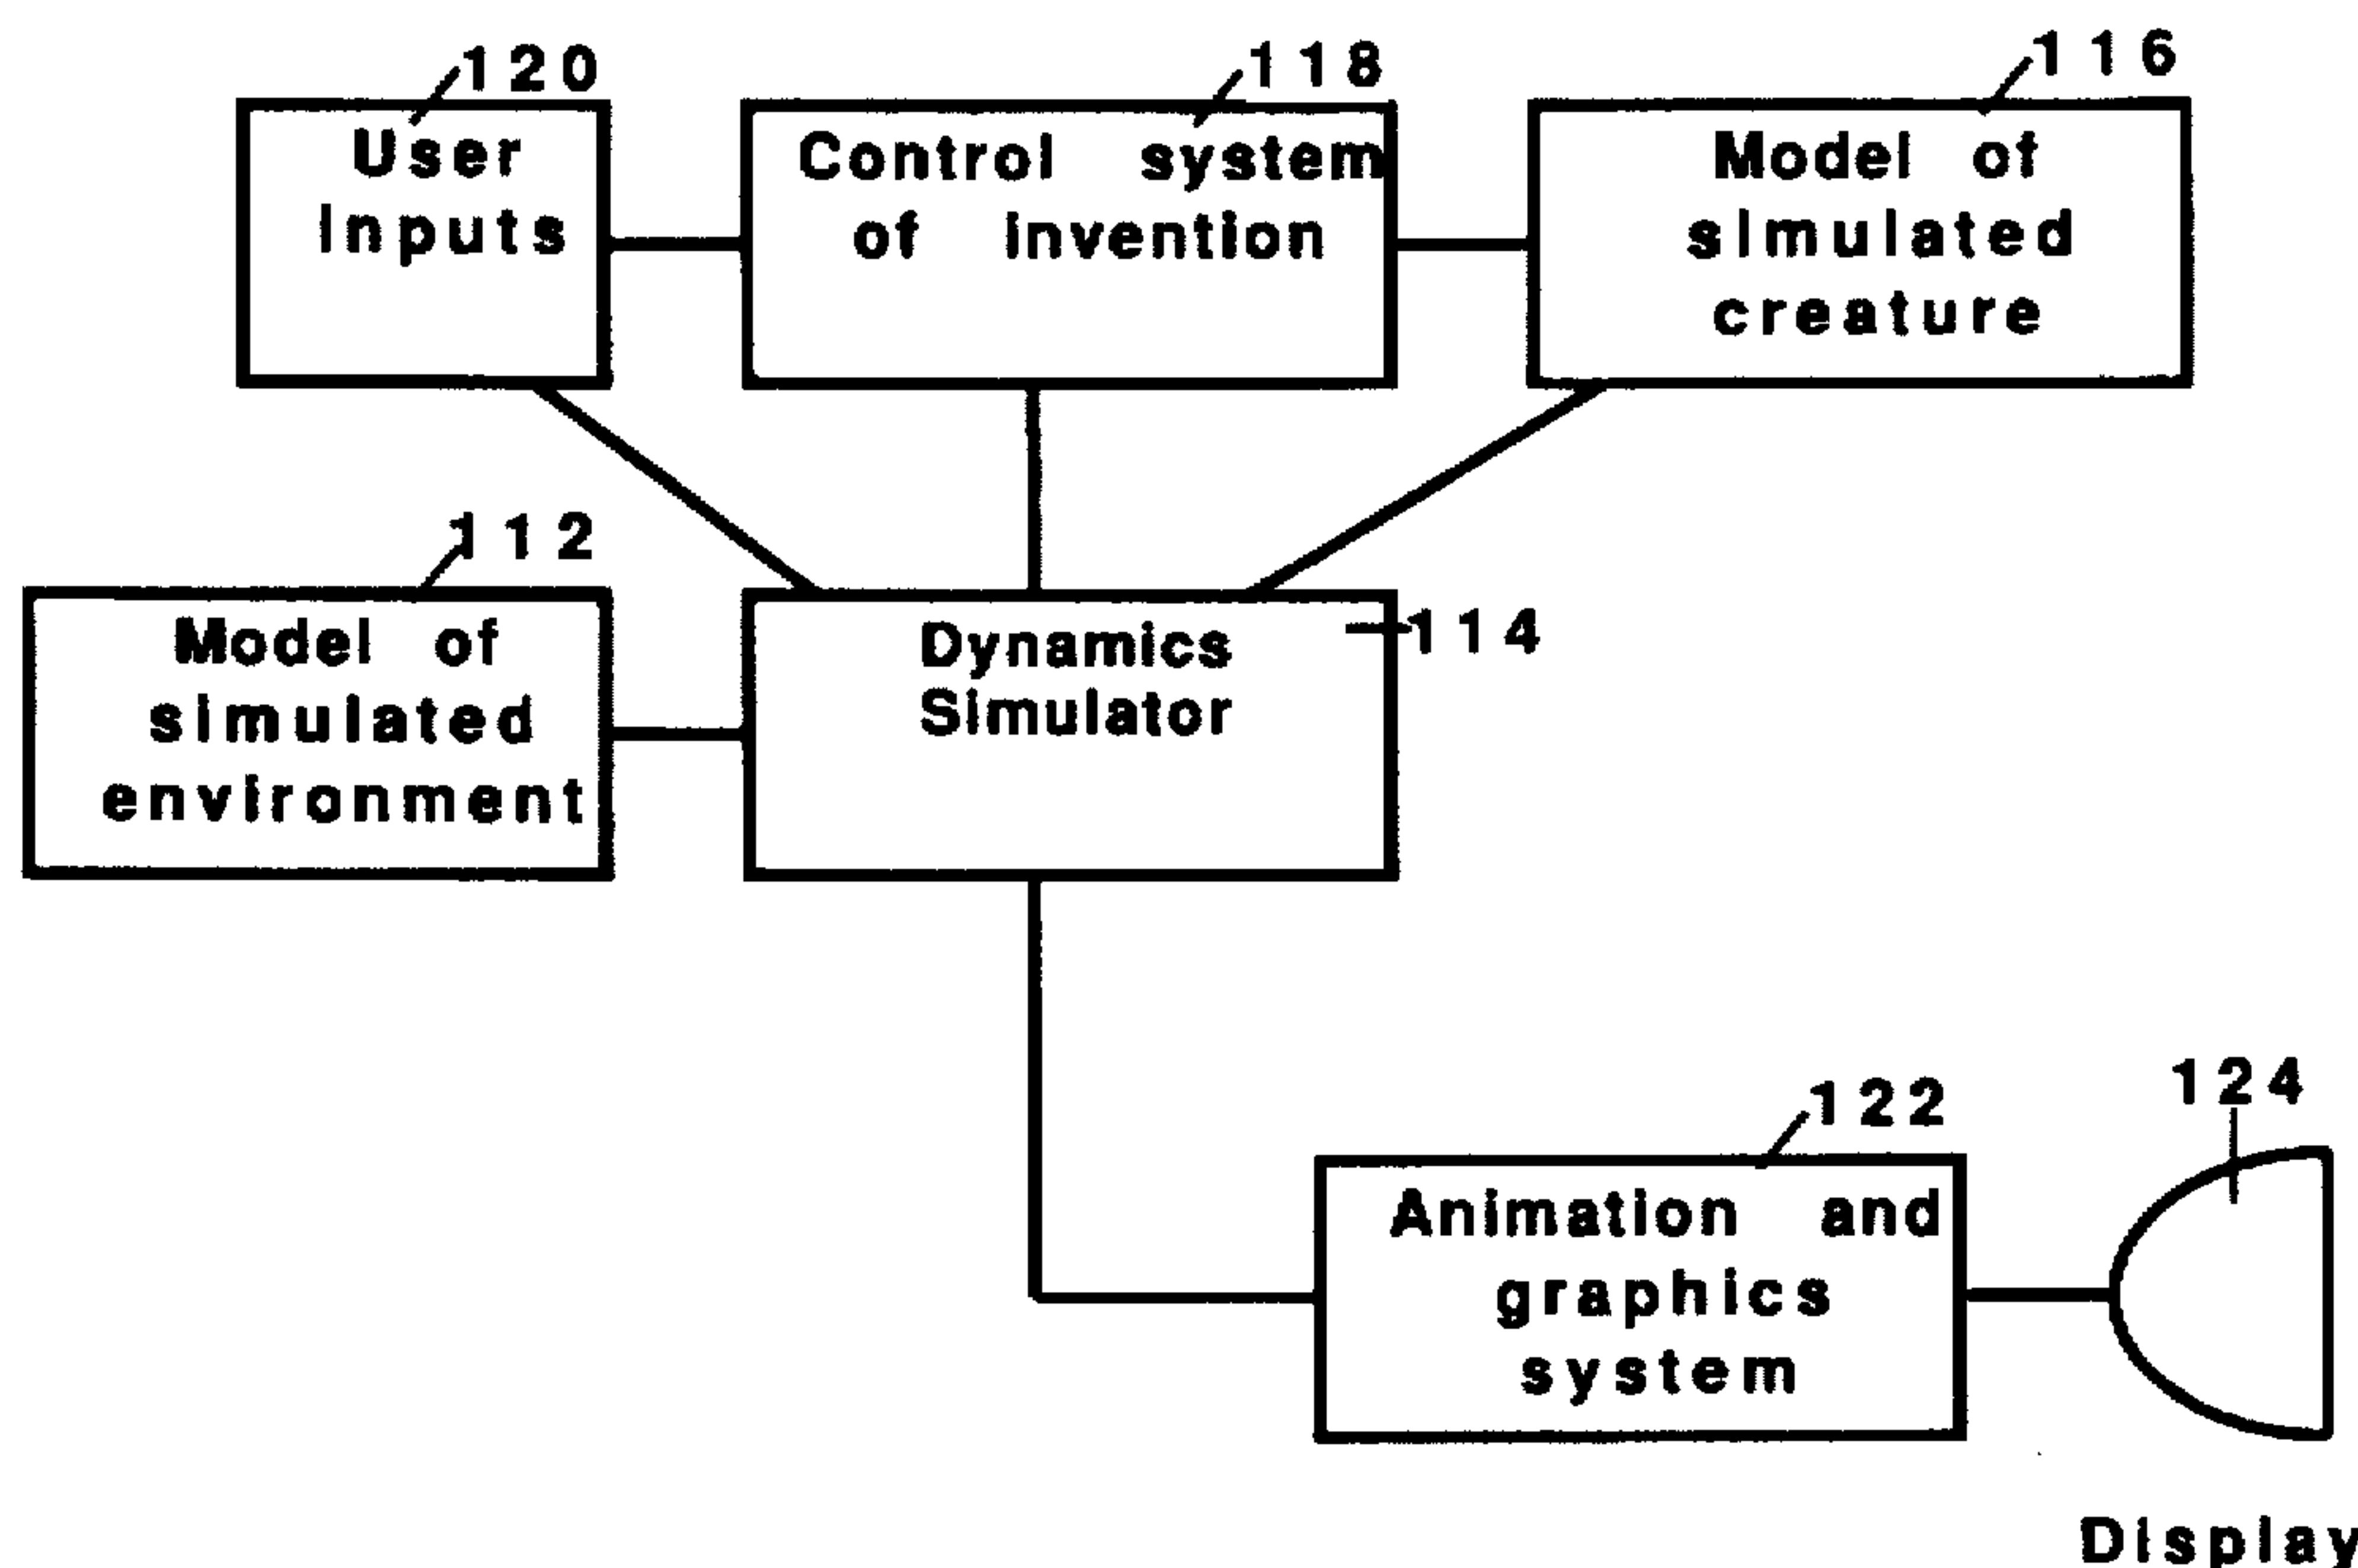 120
User
Inputs
118
Control system
of invention
116
Model of
simulated
creature
112
Model of
simulated
environment
114
Dynamics
Simulator
122
Animation and
graphics
system
124
Display